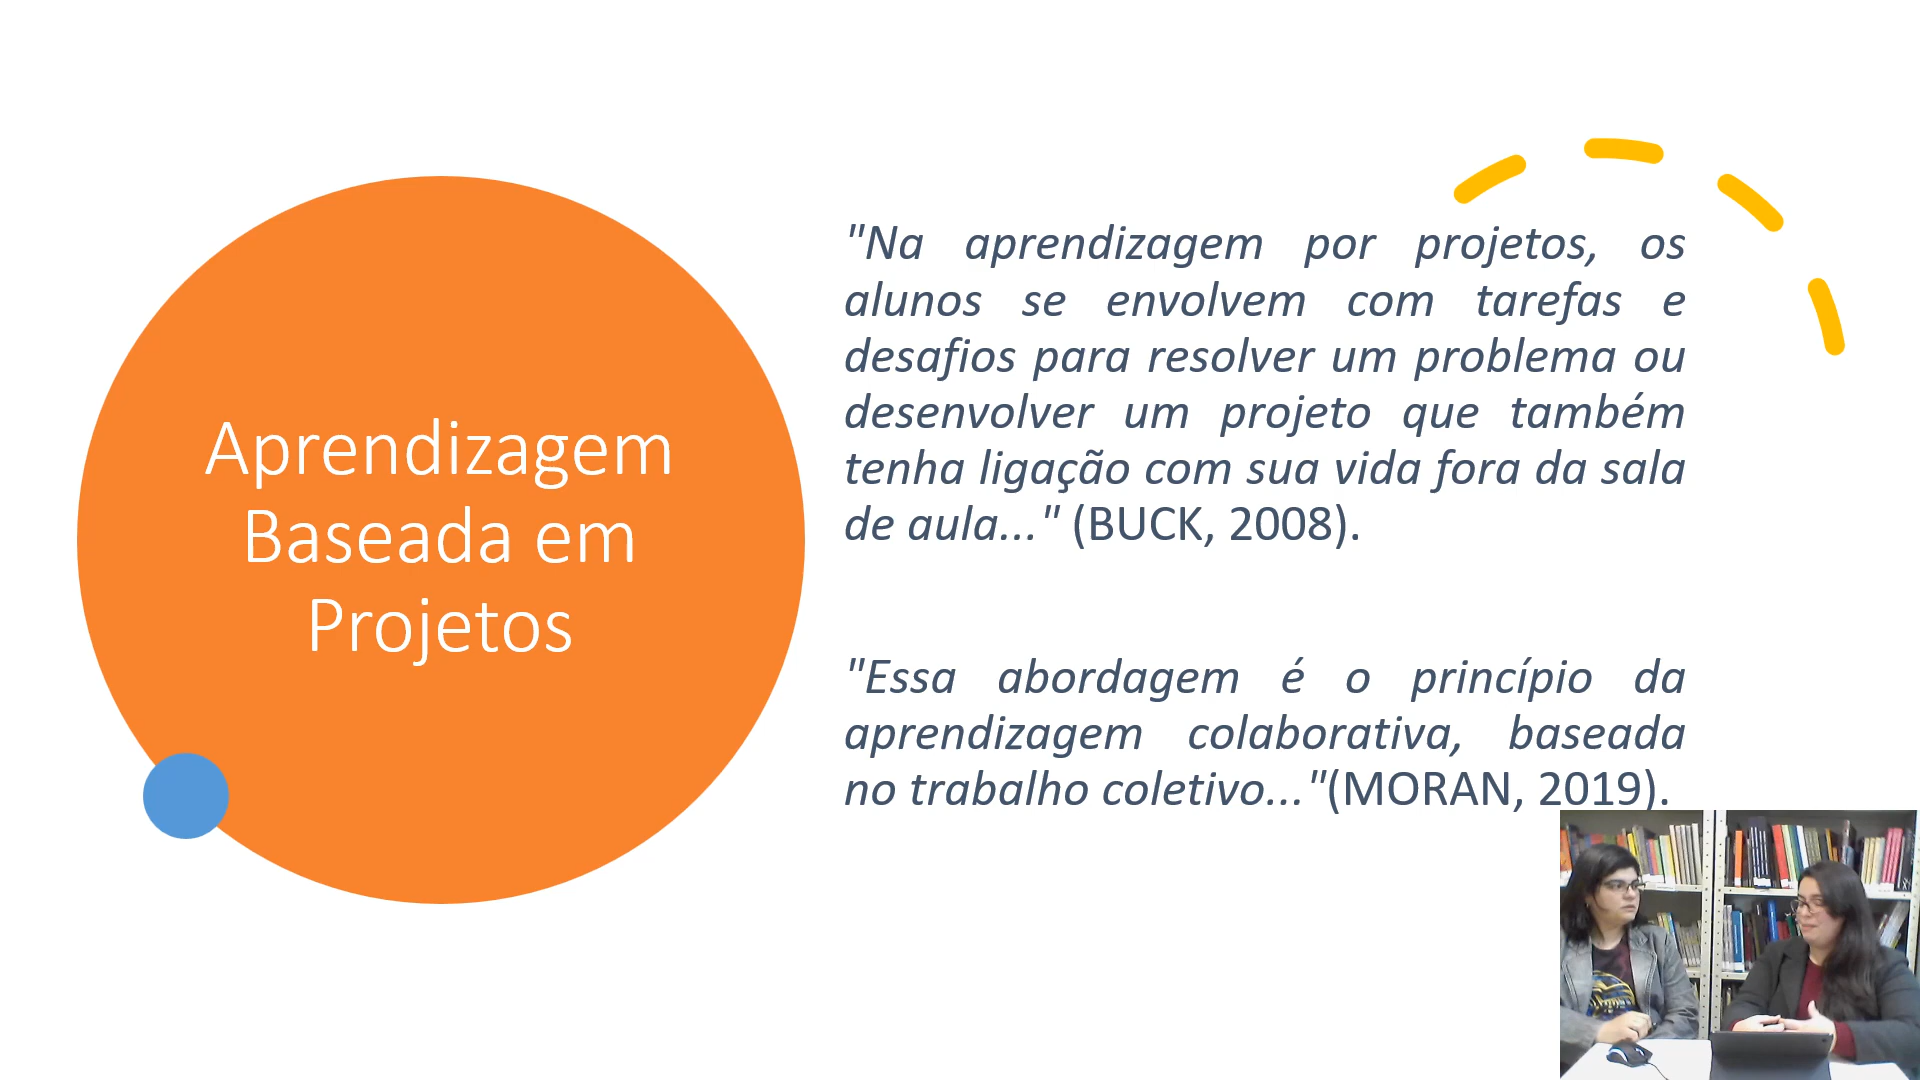 Aprendizagem
Baseada em
Projetos
"Na aprendizagem por projetos, os
alunos se envolvem com tarefas e
desafios para resolver um problema ou
desenvolver um projeto que também
tenha ligação com sua vida fora da sala
de aula..." (BUCK, 2008).
"Essa abordagem é o princípio da
aprendizagem colaborativa, baseada
no trabalho coletivo..."(MORAN, 2019).